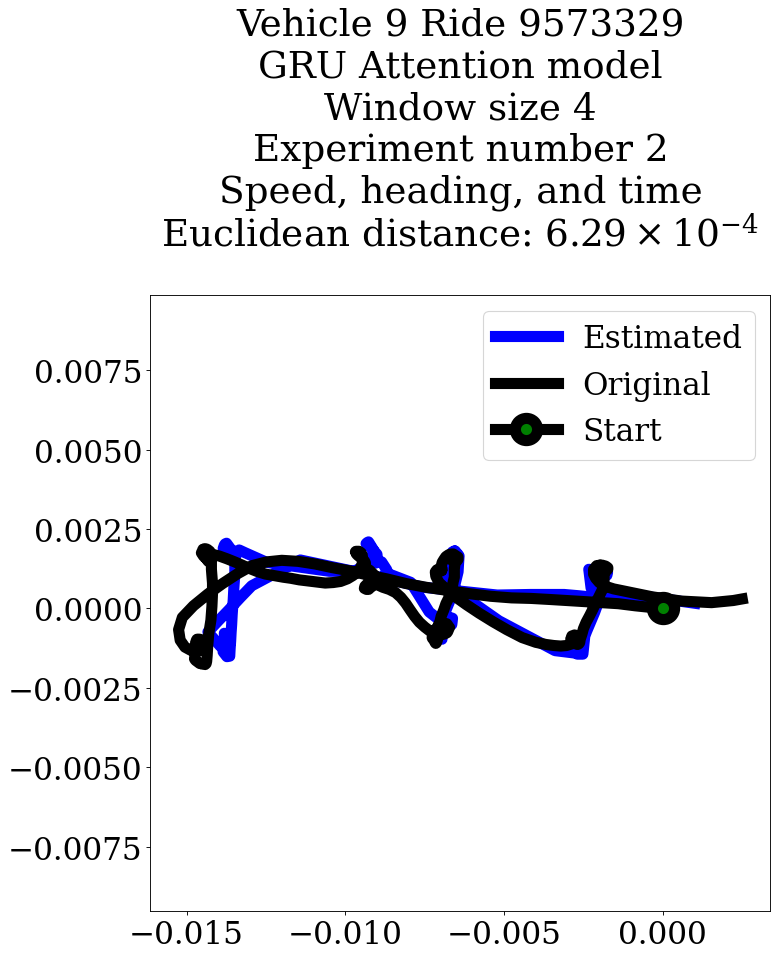 Vehicle 9 Ride 9573329
GRU Attention model
Window size 4
Experiment number 2
Speed, heading, and time
Euclidean distance: 6.29 × 10⁻⁴
Estimated
Original
Start
0.0075
0.0050
0.0025
0.0000
−0.0025
−0.0050
−0.0075
−0.015
−0.010
−0.005
0.000